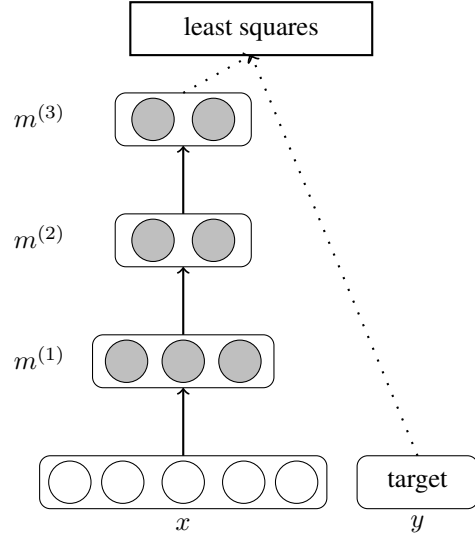 least squares
m^{(3)}
m^{(2)}
m^{(1)}
target
x
y